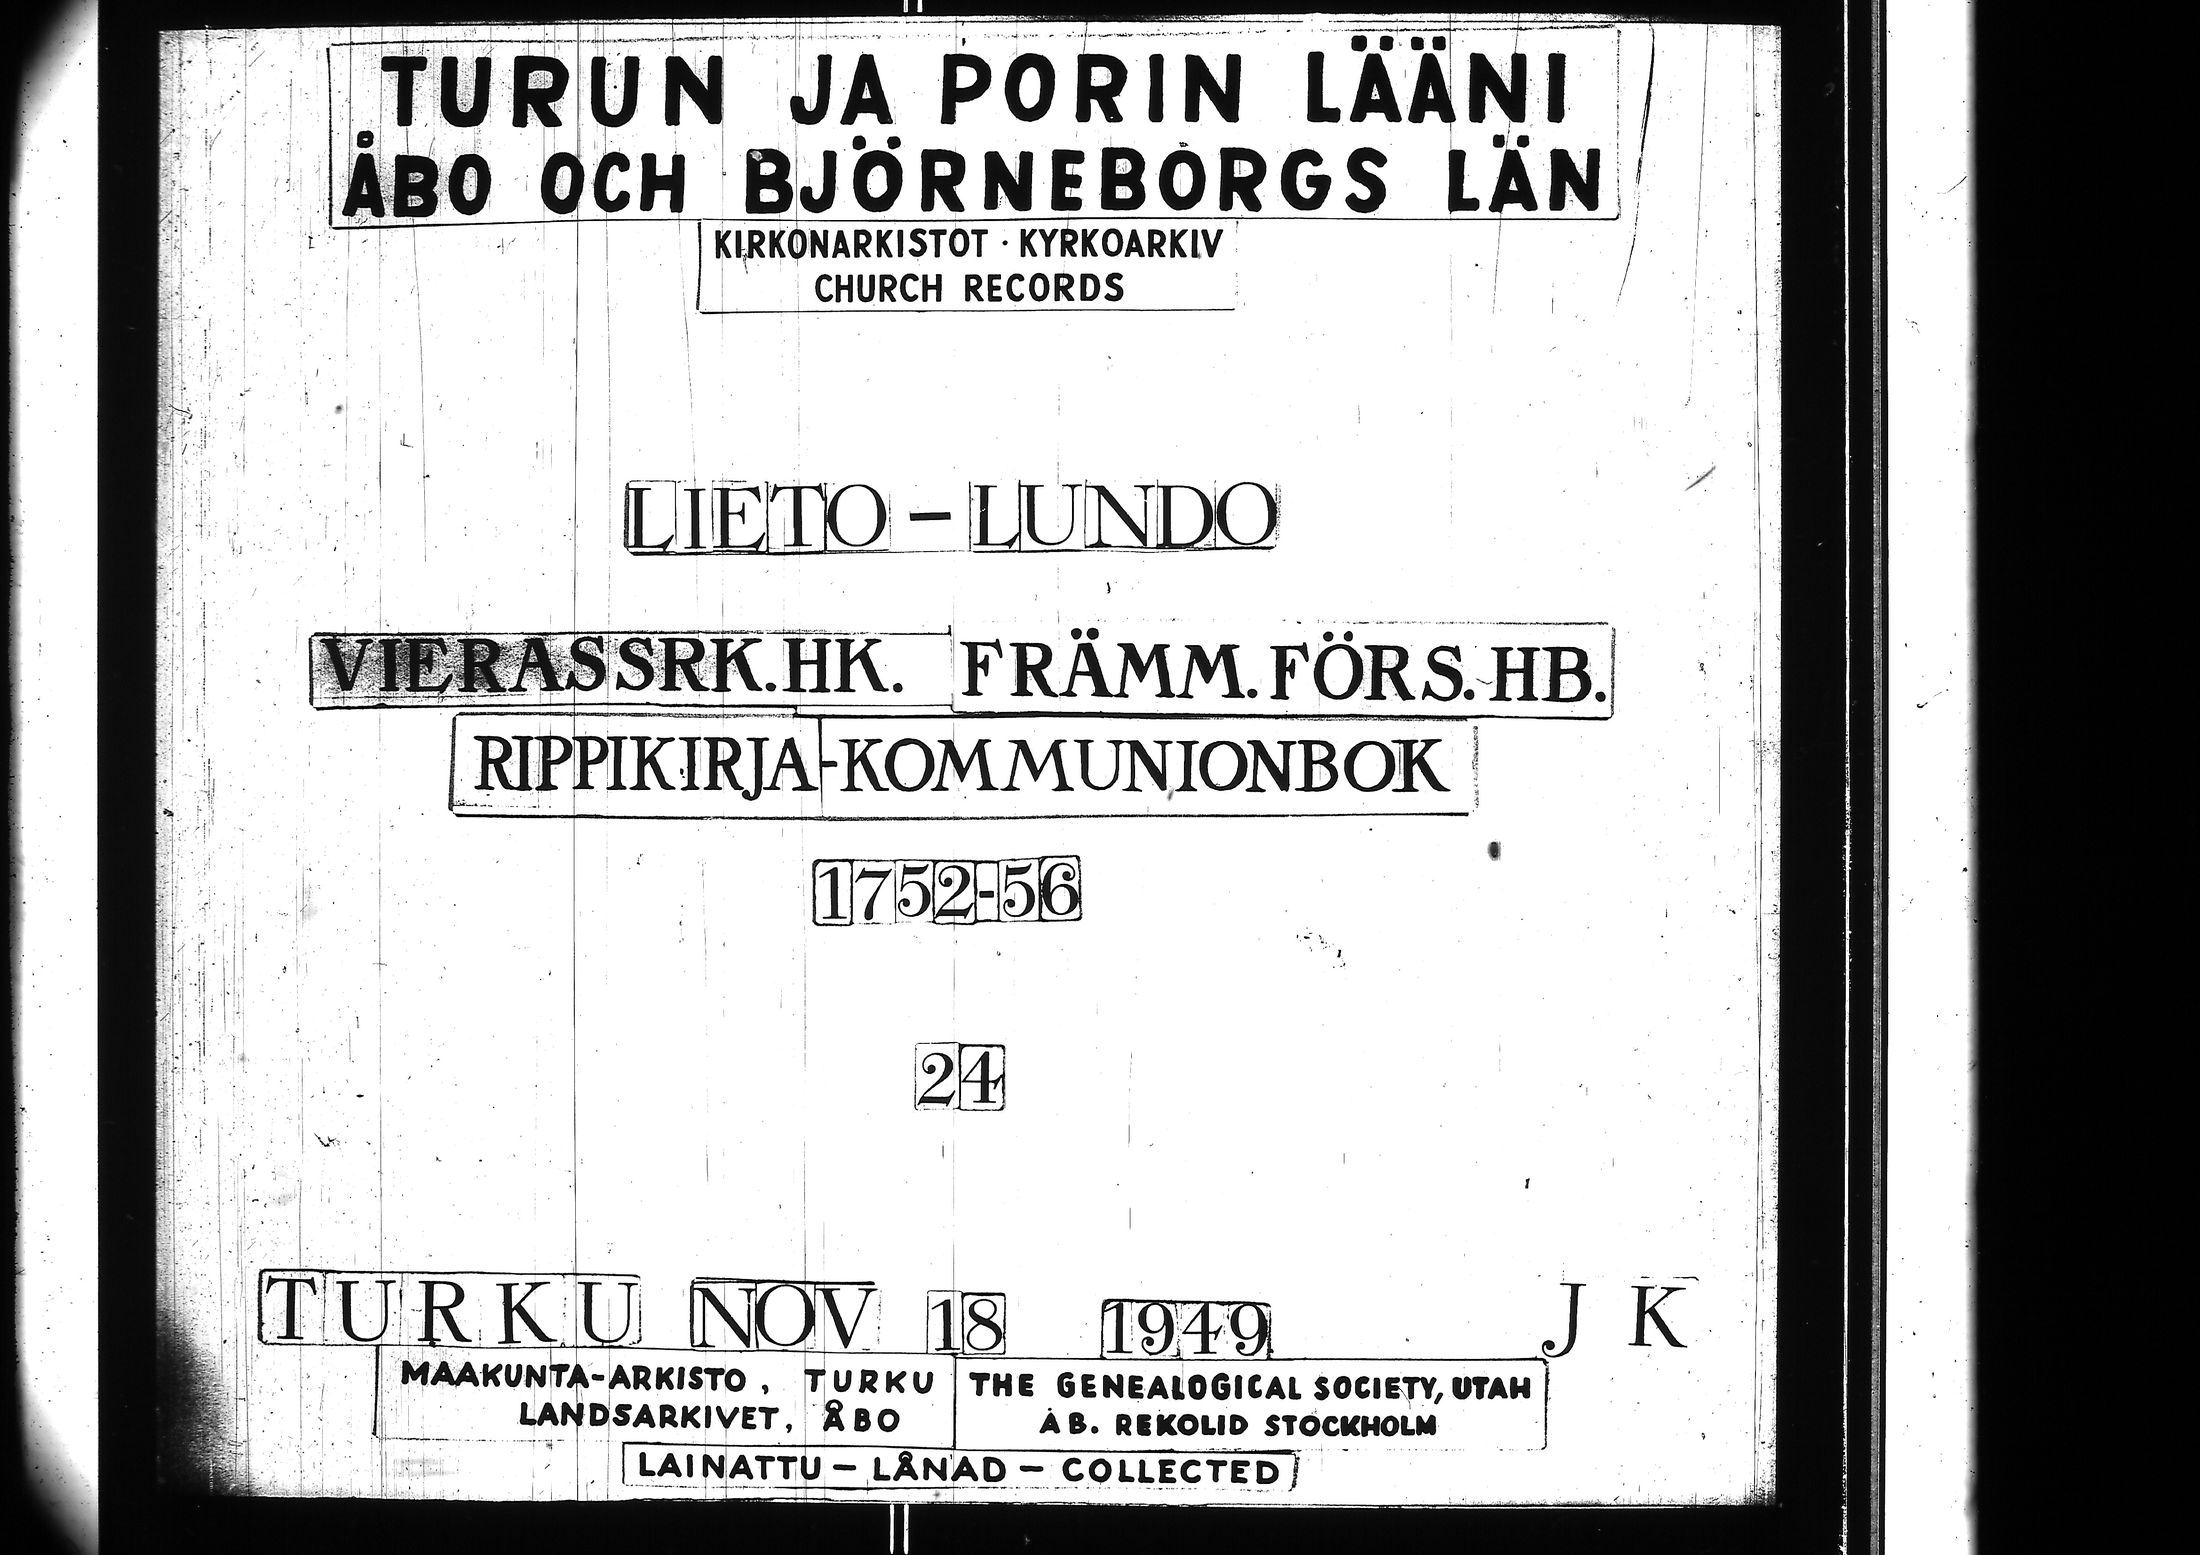 TURUN JA PORIN LÄÄNI
ÅBO OCH BJÖRNEBORGS LÄN
KIRKONARKISTOT · KYRKOARKIV
CHURCH RECORDS
LIETO – LUNDO
VIERASSRK.HK. FRÄMM.FÖRS.HB.
RIPPIKIRJA-KOMMUNIONBOK
1752-56
24
TURKU NOV 18 1949 J K
MAAKUNTA-ARKISTO, TURKU
LANDSARKIVET, ÅBO
THE GENEALOGICAL SOCIETY, UTAH
AB. REKOLID STOCKHOLM
LAINATTU – LÅNAD – COLLECTED